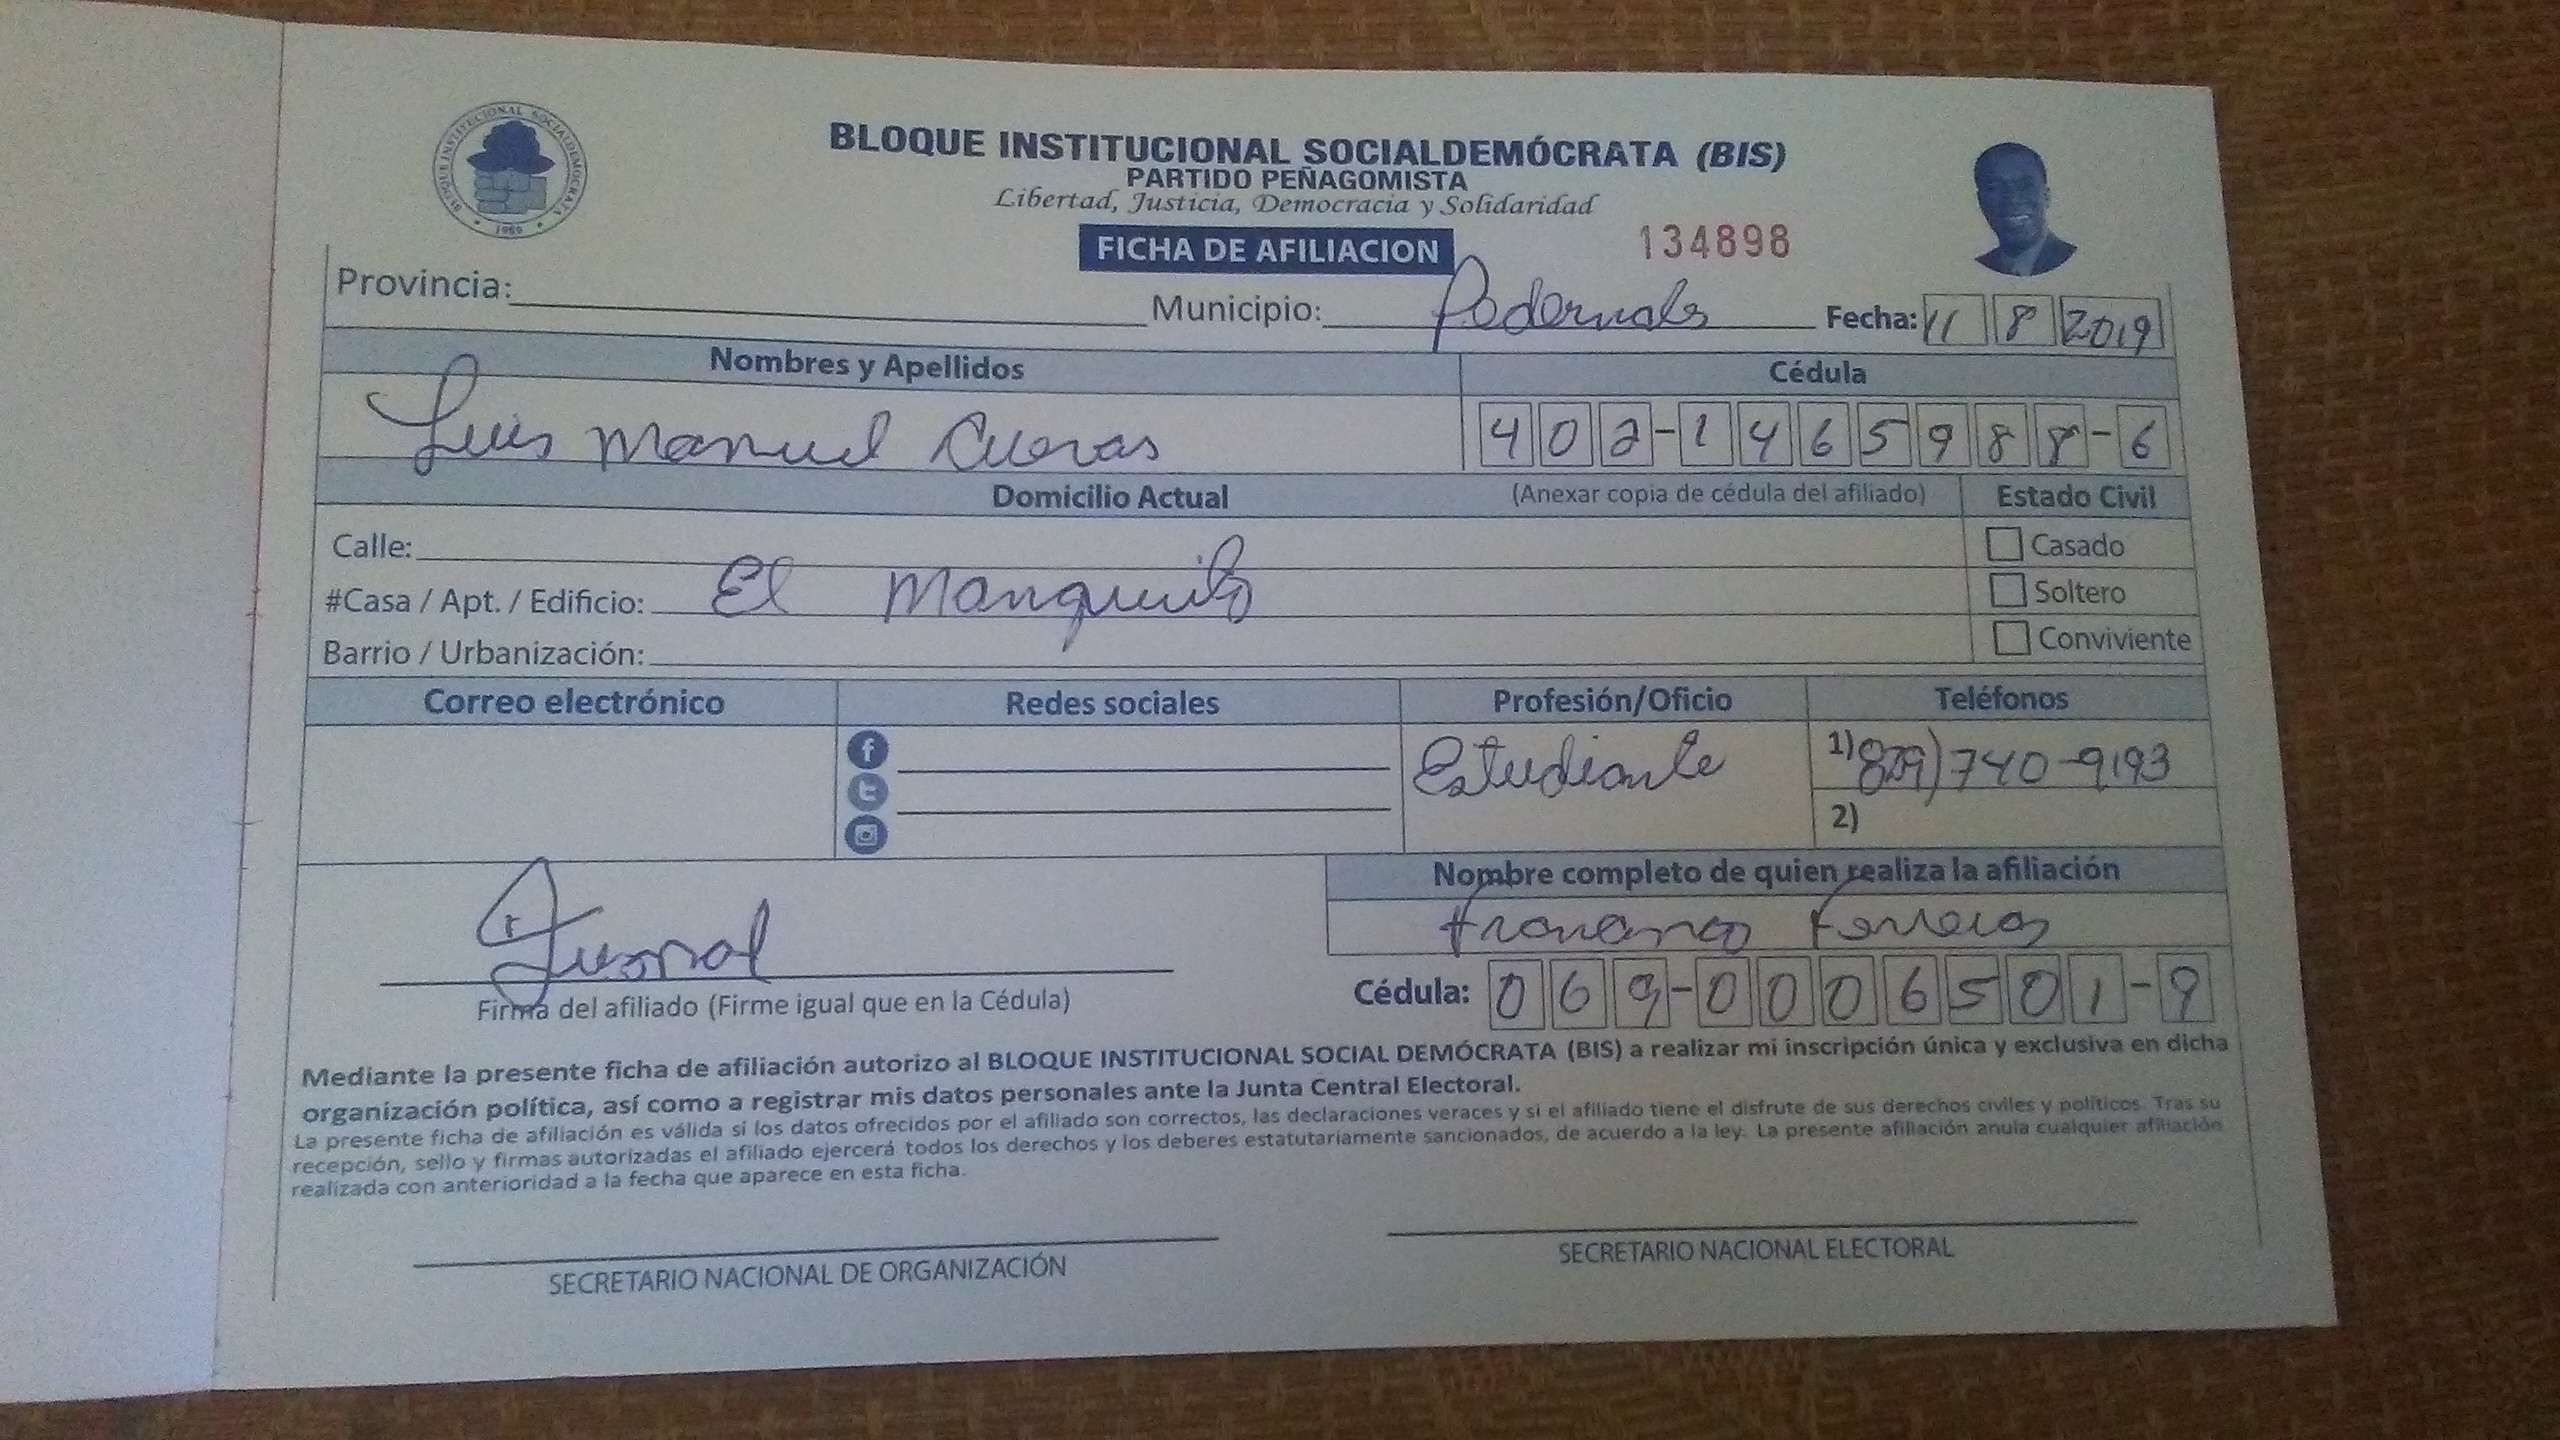 BLOQUE INSTITUCIONAL SOCIALDEMÓCRATA
1989
BLOQUE INSTITUCIONAL SOCIALDEMÓCRATA (BIS)
PARTIDO PEÑAGOMISTA
Libertad, Justicia, Democracia y Solidaridad
FICHA DE AFILIACION 134898
Provincia: Municipio: Pedernales Fecha: 11 8 2019
Nombres y Apellidos Cédula
Luis Manuel Cuevas 402-1465988-6
Domicilio Actual (Anexar copia de cédula del afiliado) Estado Civil
Calle: Casado
#Casa / Apt. / Edificio: El Manguito Soltero
Barrio / Urbanización: Conviviente
Correo electrónico Redes sociales Profesión/Oficio Teléfonos
Estudiante 1) 829) 740-9193
2)
Nombre completo de quien realiza la afiliación
Francisco Ferreras
Firma del afiliado (Firme igual que en la Cédula) Cédula: 069-0006501-9
Mediante la presente ficha de afiliación autorizo al BLOQUE INSTITUCIONAL SOCIAL DEMÓCRATA (BIS) a realizar mi inscripción única y exclusiva en dicha
organización política, así como a registrar mis datos personales ante la Junta Central Electoral.
La presente ficha de afiliación es válida si los datos ofrecidos por el afiliado son correctos, las declaraciones veraces y si el afiliado tiene el disfrute de sus derechos civiles y políticos. Tras su
recepción, sello y firmas autorizadas el afiliado ejercerá todos los derechos y los deberes estatutariamente sancionados, de acuerdo a la ley. La presente afiliación anula cualquier afiliación
realizada con anterioridad a la fecha que aparece en esta ficha.
SECRETARIO NACIONAL DE ORGANIZACIÓN SECRETARIO NACIONAL ELECTORAL